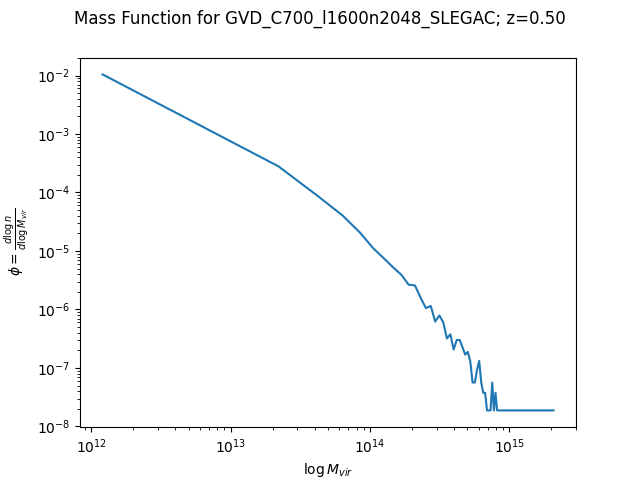 Mass Function for GVD_C700_l1600n2048_SLEGAC; z=0.50
10⁻²
10⁻³
10⁻⁴
10⁻⁵
10⁻⁶
10⁻⁷
10⁻⁸
ϕ = d log n / d log M_vir
10¹² 10¹³ 10¹⁴ 10¹⁵
log M_vir